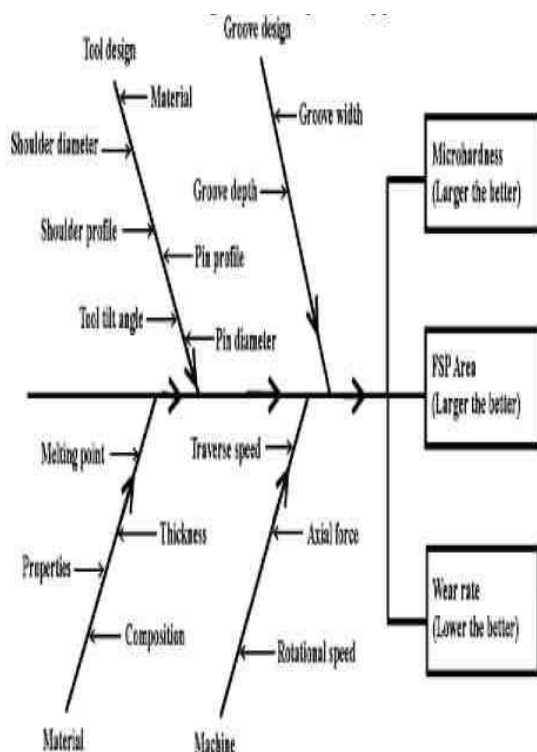 Tool design
Groove design
Material
Shoulder diameter
Shoulder profile
Pin profile
Tool tilt angle
Pin diameter
Groove width
Groove depth
Microhardness
(Larger the better)
FSP Area
(Larger the better)
Wear rate
(Lower the better)
Melting point
Thickness
Properties
Composition
Material
Traverse speed
Axial force
Rotational speed
Machine